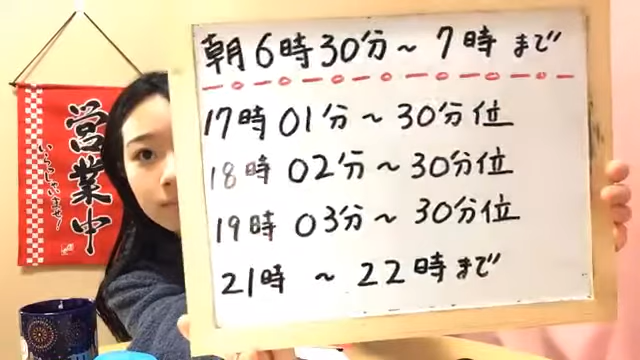 朝6時30分~7時まで
17時01分~30分位
18時02分~30分位
19時03分~30分位
21時~22時まで
営業中
いらっしゃいませ!